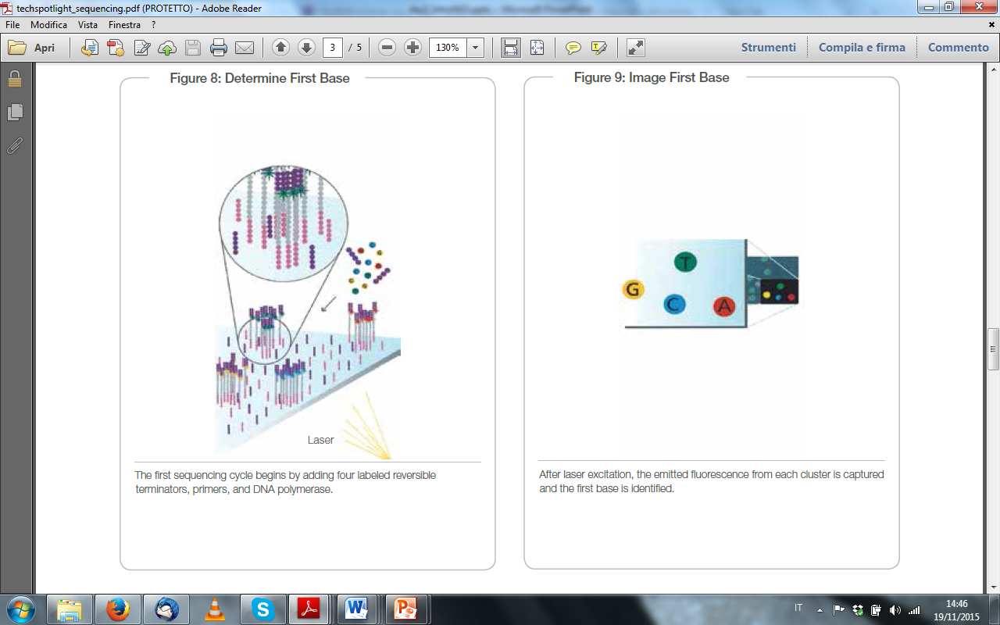 techspotlight_sequencing.pdf (PROTETTO) - Adobe Reader
File Modifica Vista Finestra ?
Apri 3 / 5 130% Strumenti Compila e firma Commento
Figure 8: Determine First Base
Laser
The first sequencing cycle begins by adding four labeled reversible
terminators, primers, and DNA polymerase.
Figure 9: Image First Base
T
G
C
A
After laser excitation, the emitted fluorescence from each cluster is captured
and the first base is identified.
IT
14:46
19/11/2015